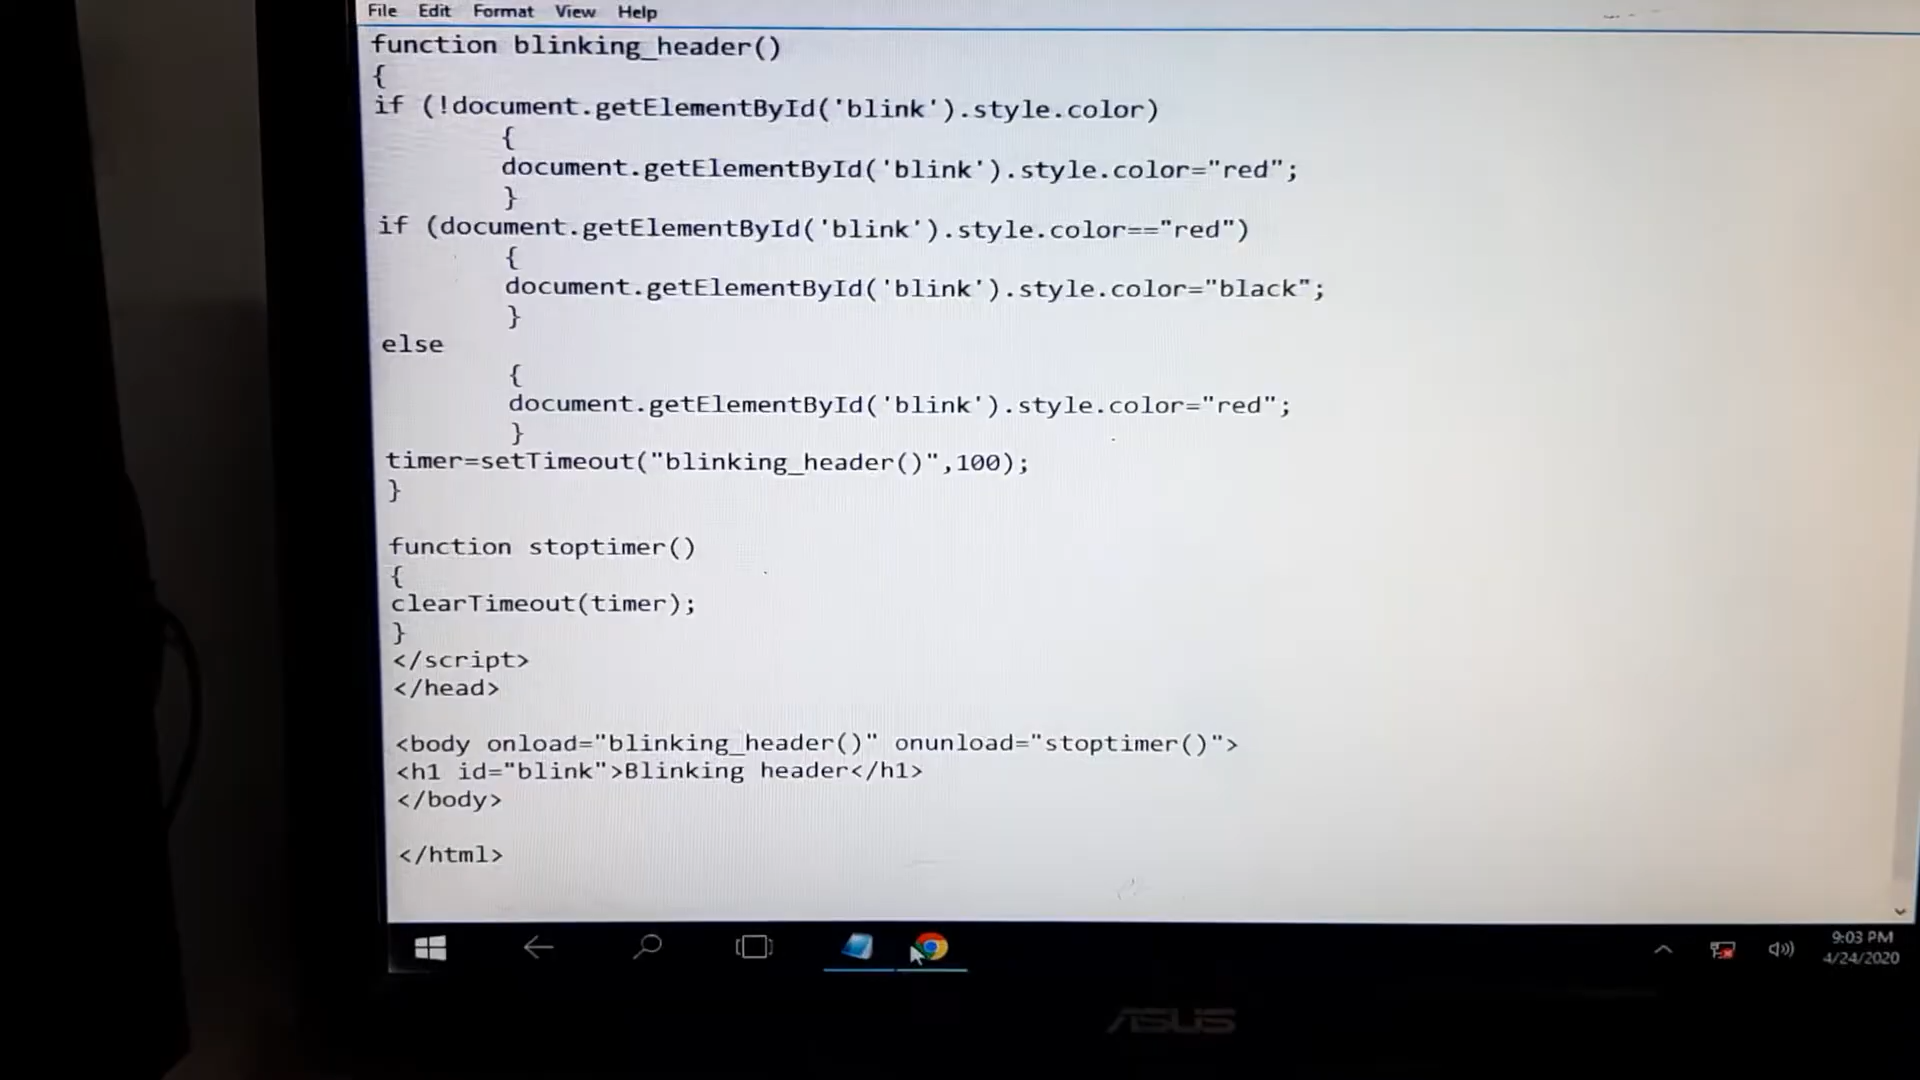 File Edit Format View Help
function blinking_header()
{
if (!document.getElementById('blink').style.color)
{
document.getElementById('blink').style.color="red";
}
if (document.getElementById('blink').style.color=="red")
{
document.getElementById('blink').style.color="black";
}
else
{
document.getElementById('blink').style.color="red";
}
timer=setTimeout("blinking_header()",100);
}
function stoptimer()
{
clearTimeout(timer);
}
</script>
</head>
<body onload="blinking_header()" onunload="stoptimer()">
<h1 id="blink">Blinking header</h1>
</body>
</html>
9:03 PM
4/24/2020
ASUS